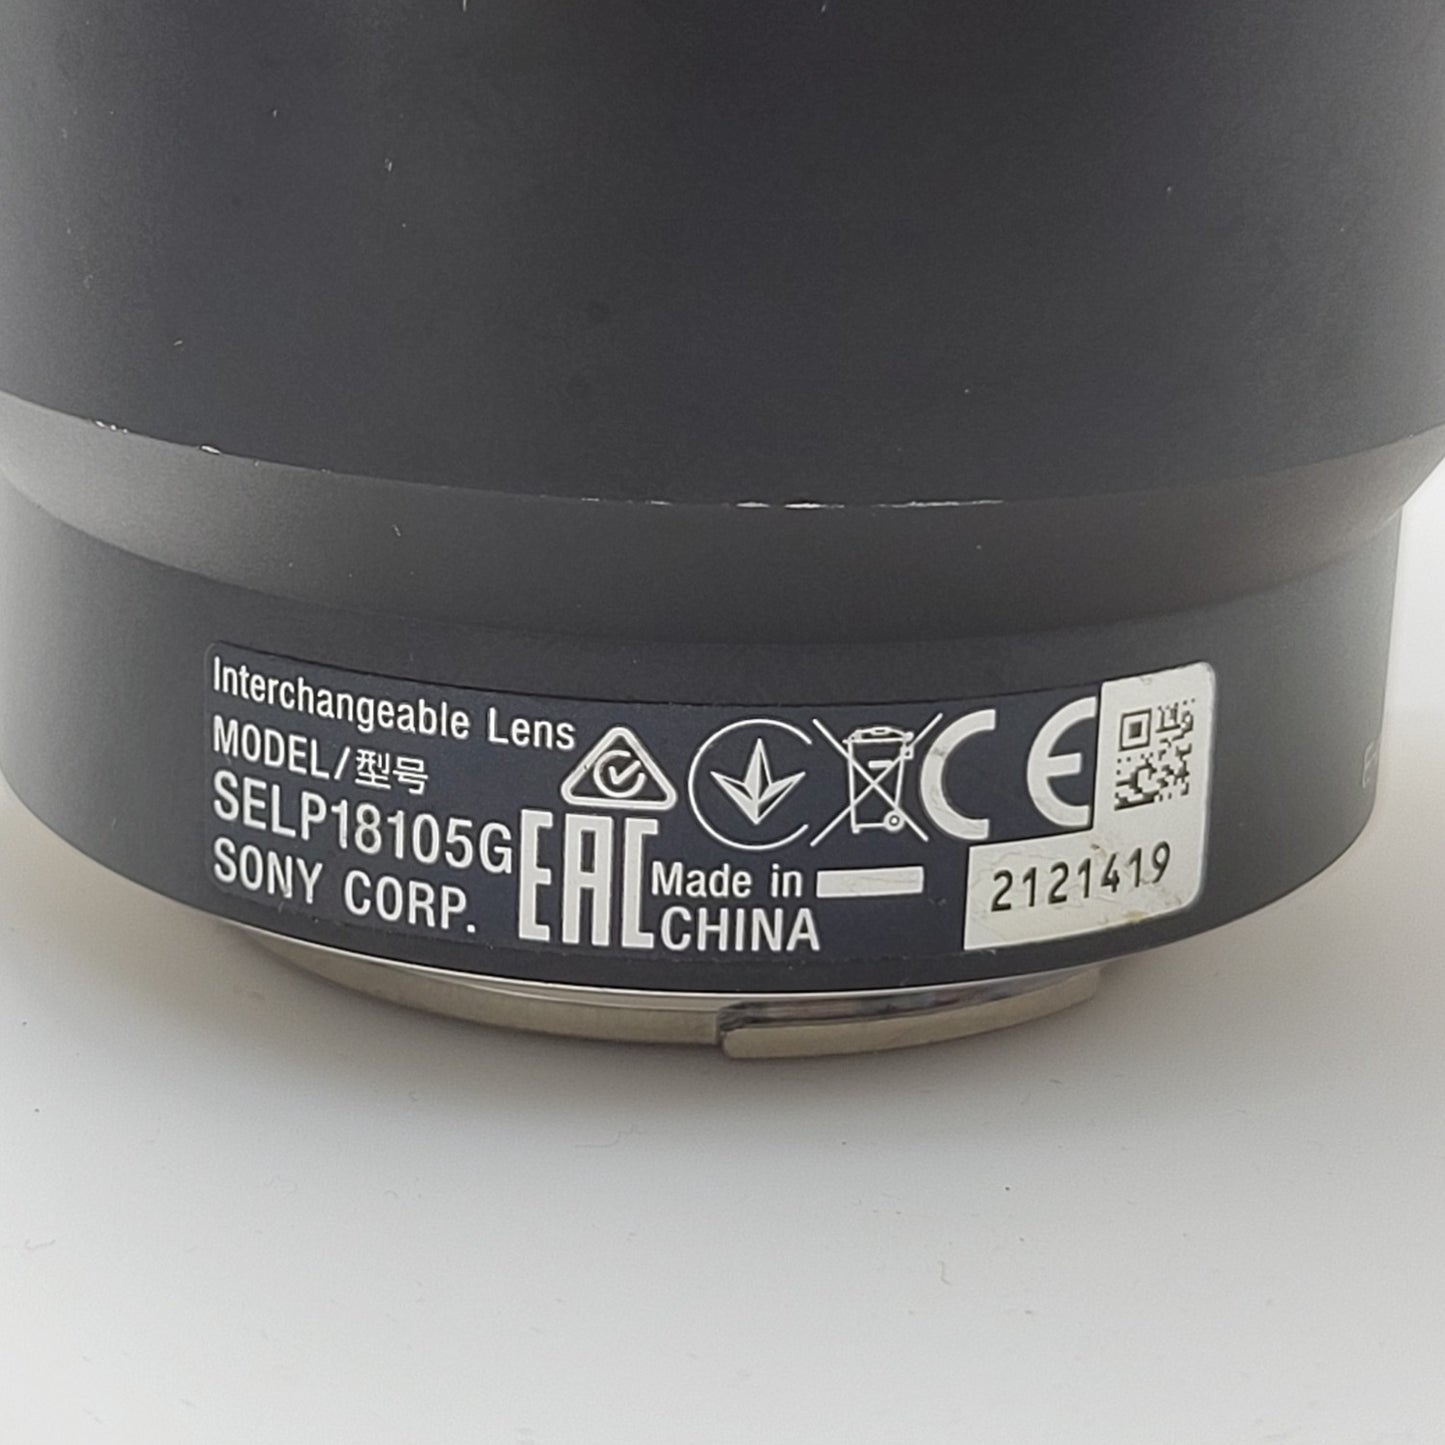 Interchangeable Lens
MODEL/型号
SELP18105G
SONY CORP.
EAC
Made in
CHINA
CE
2121419